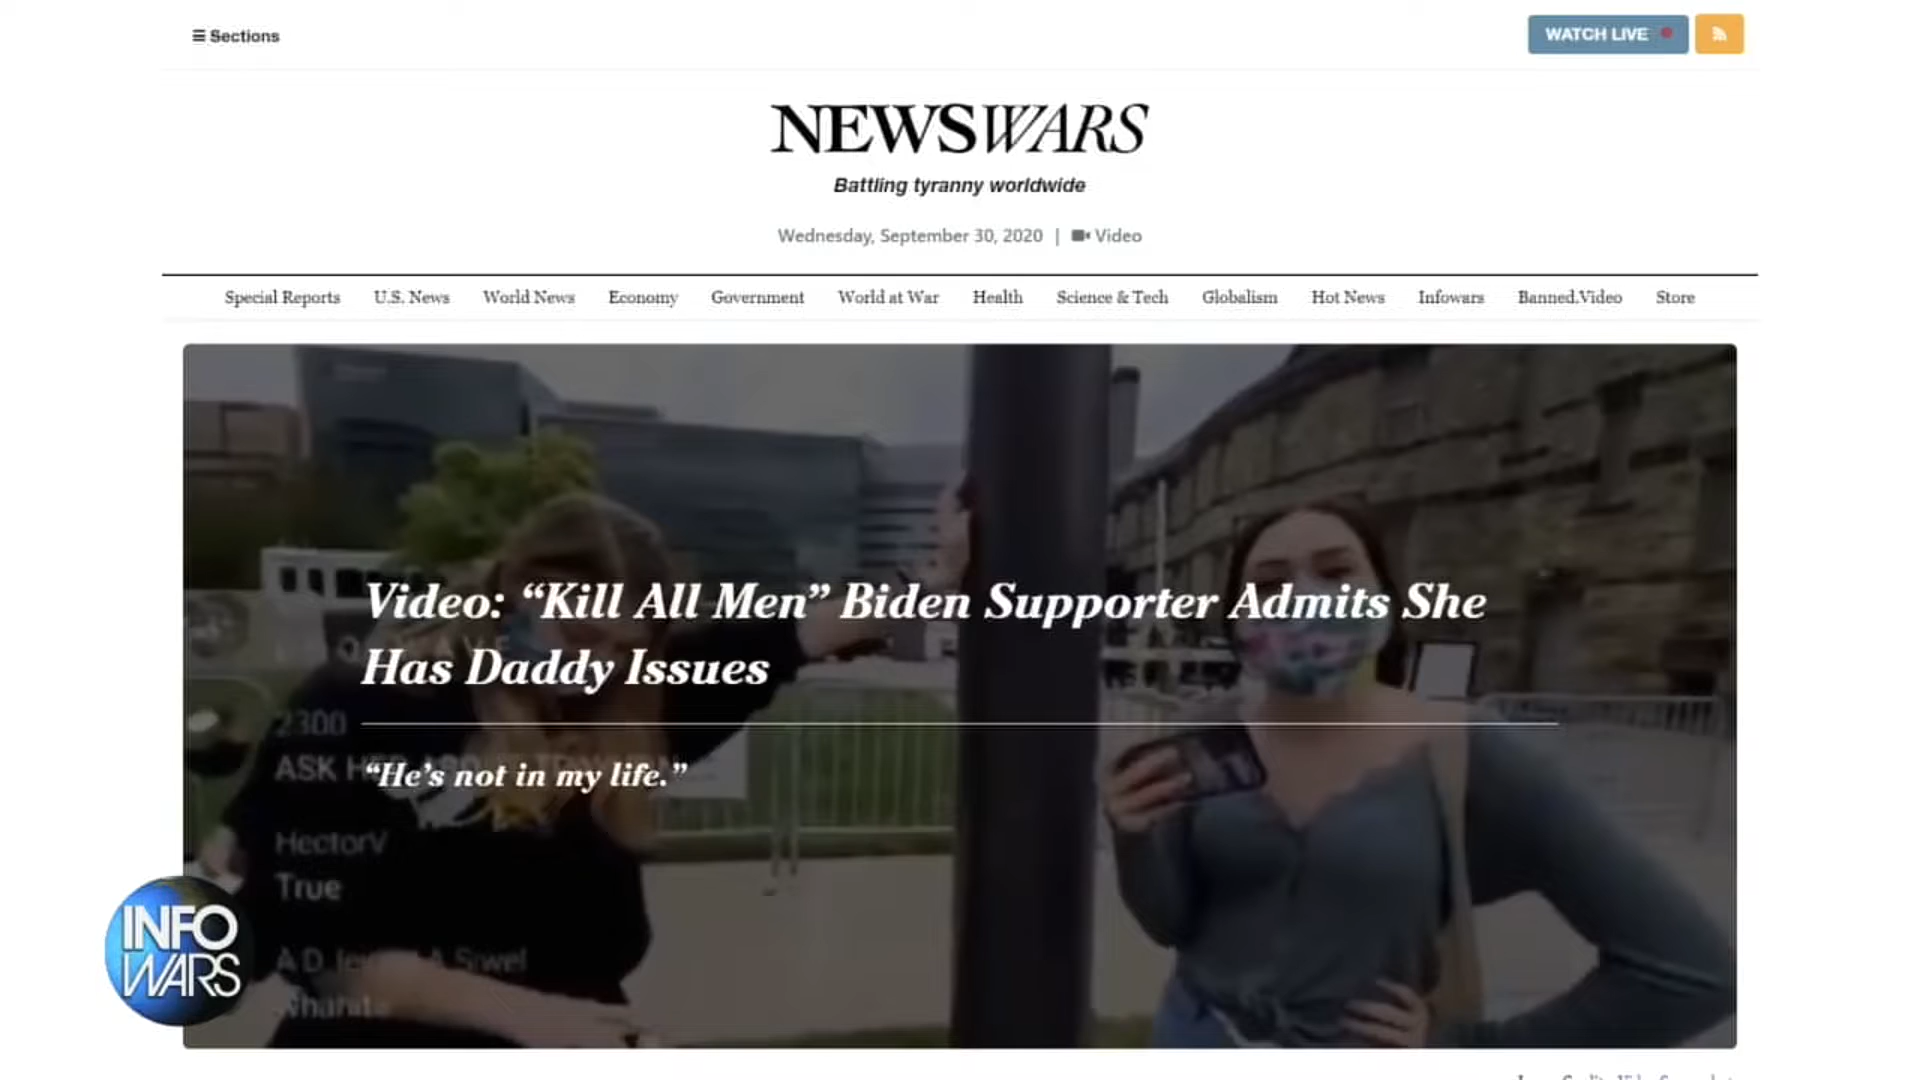 Sections
WATCH LIVE
NEWSWARS
Battling tyranny worldwide
Wednesday, September 30, 2020 | Video
Special Reports U.S. News World News Economy Government World at War Health Science & Tech Globalism Hot News Infowars Banned.Video Store
Video: “Kill All Men” Biden Supporter Admits She
Has Daddy Issues
2300
ASK
“He’s not in my life.”
HectorV
True
INFO
WARS